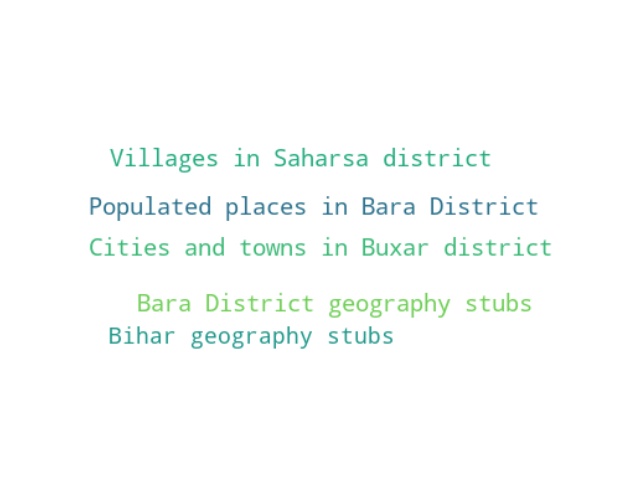 Villages in Saharsa district
Populated places in Bara District
Cities and towns in Buxar district
Bara District geography stubs
Bihar geography stubs